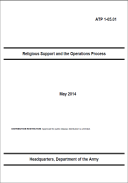 ATP 1-05.01
Religious Support and the Operations Process
May 2014
Headquarters, Department of the Army